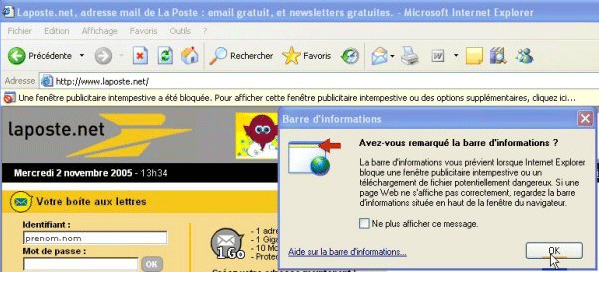 Laposte.net, adresse mail de La Poste : email gratuit, et newsletters gratuites. - Microsoft Internet Explorer
Fichier Edition Affichage Favoris Outils ?
Précédente Rechercher Favoris
Adresse http://www.laposte.net/
Une fenêtre publicitaire intempestive a été bloquée. Pour afficher cette fenêtre publicitaire intempestive ou des options supplémentaires, cliquez ici...
laposte.net
Mercredi 2 novembre 2005 - 13h34
Votre boîte aux lettres
Identifiant :
prenom.nom
Mot de passe :
OK
1Go
- 1 adre
- 1 Giga
- 10 Mo
- Prote
Barre d'informations
Avez-vous remarqué la barre d'informations ?
La barre d'informations vous prévient lorsque Internet Explorer
bloque une fenêtre publicitaire intempestive ou un
téléchargement de fichier potentiellement dangereux. Si une
page Web ne s'affiche pas correctement, regardez la barre
d'informations située en haut de la fenêtre du navigateur.
Ne plus afficher ce message.
Aide sur la barre d'informations...
OK